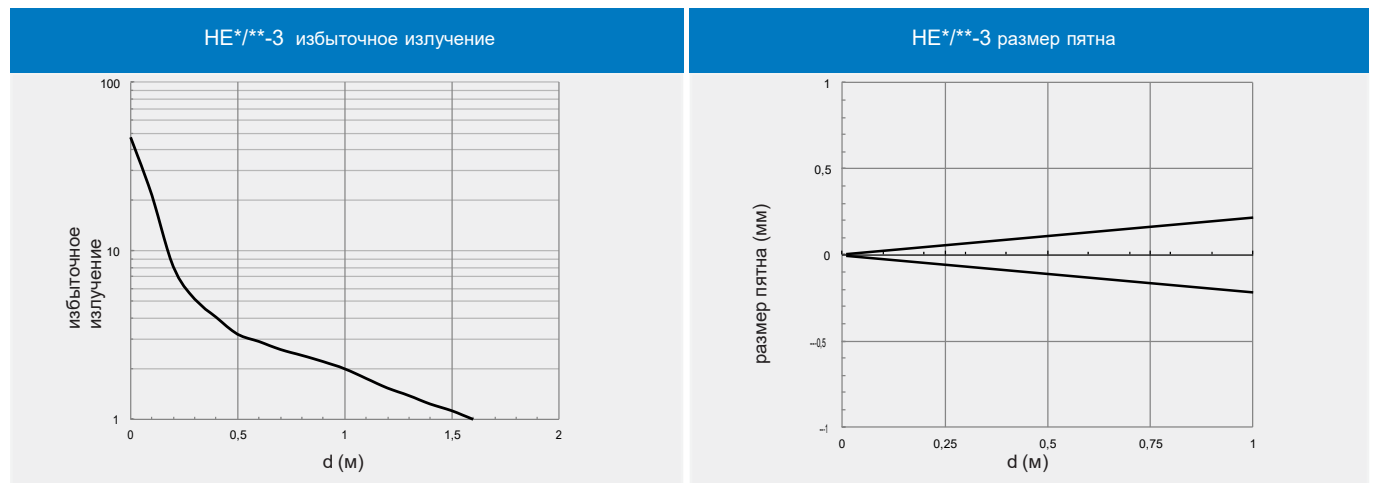 HE*/**-3 избыточное излучение
100
10
1
0
0,5
1
1,5
2
избыточное
излучение
d (м)
HE*/**-3 размер пятна
1
0,5
0
--0,5
--1
0
0,25
0,5
0,75
1
размер пятна (мм)
d (м)